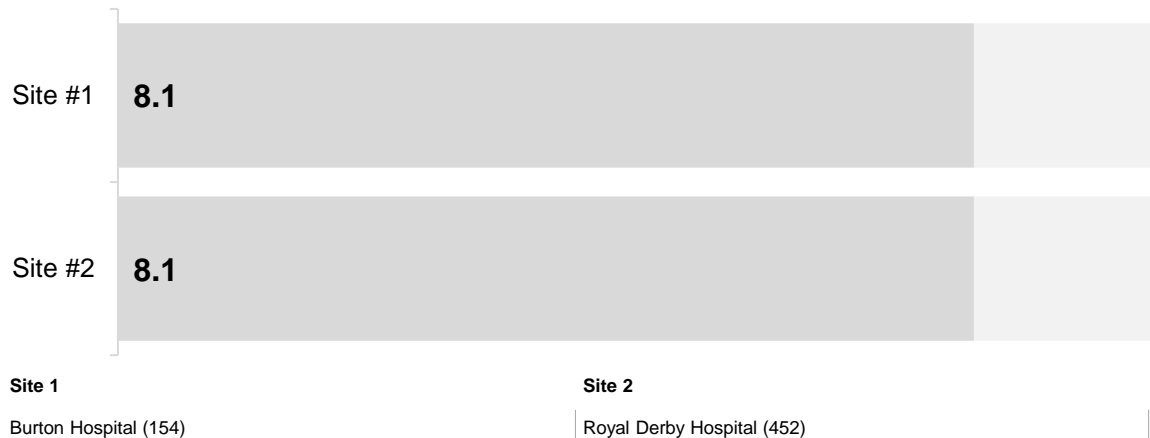 Site #1 8.1
Site #2 8.1
Site 1 Site 2
Burton Hospital (154) Royal Derby Hospital (452)